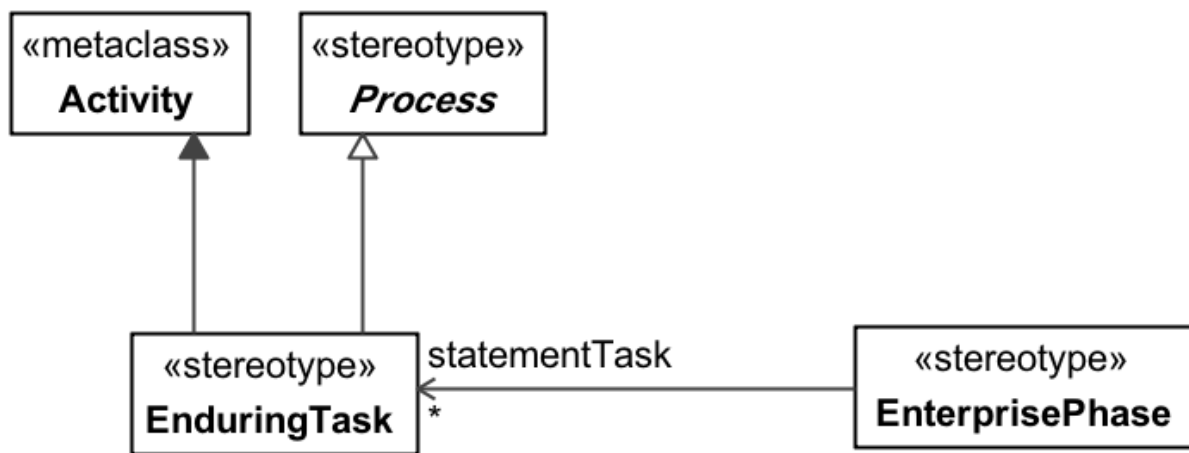 «metaclass»
Activity
«stereotype»
Process
«stereotype»
EnduringTask
statementTask
*
«stereotype»
EnterprisePhase